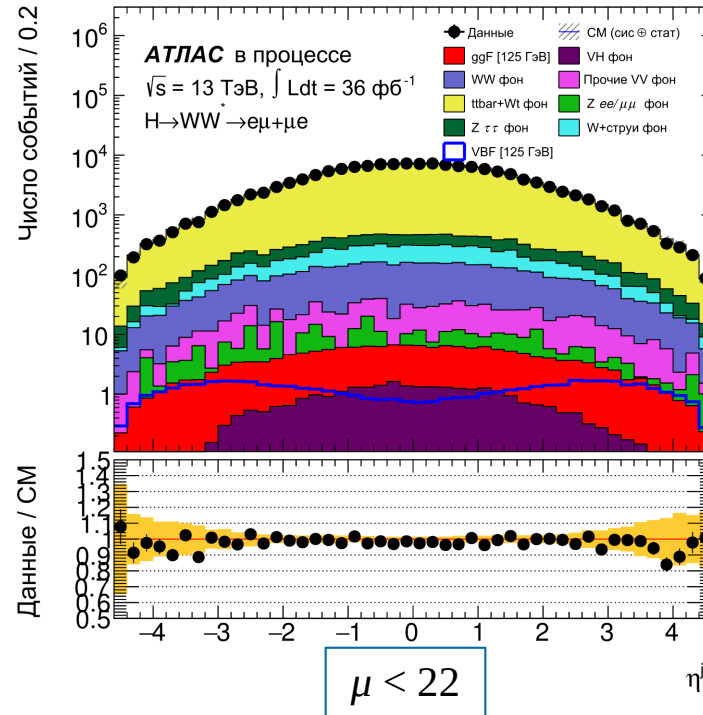 Число событий / 0.2
10⁶
10⁵
10⁴
10³
10²
10
1
АТЛАС в процессе
√s = 13 ТэВ, ∫ Ldt = 36 фб⁻¹
H→WW*→eμ+μe
Данные
СМ (сис ⊕ стат)
ggF [125 ГэВ]
VH фон
WW фон
Прочие VV фон
ttbar+Wt фон
Z ee/μμ фон
Z ττ фон
W+струи фон
VBF [125 ГэВ]
Данные / СМ
1.5
1.4
1.3
1.2
1.1
1
0.9
0.8
0.7
0.6
0.5
−4 −3 −2 −1 0 1 2 3 4
μ < 22
ηʲ